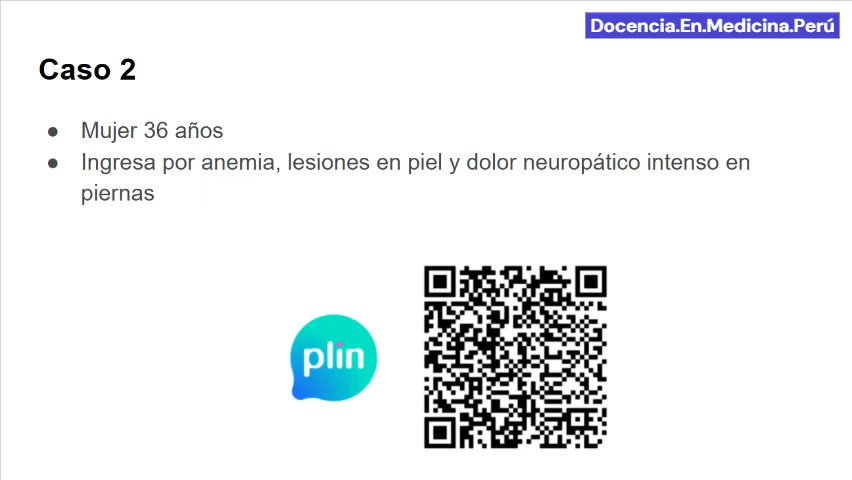 Docencia.En.Medicina.Perú
Caso 2
● Mujer 36 años
● Ingresa por anemia, lesiones en piel y dolor neuropático intenso en
piernas
plin